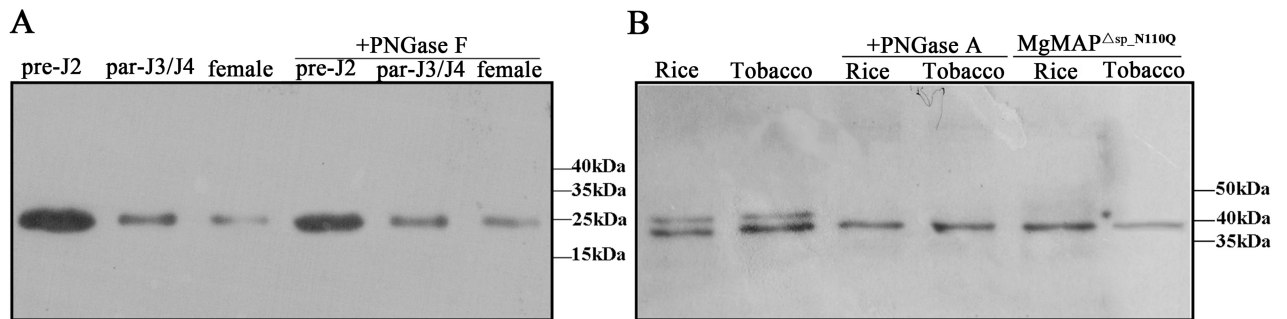 A
+PNGase F
pre-J2 par-J3/J4 female pre-J2 par-J3/J4 female
40kDa
35kDa
25kDa
15kDa
B
+PNGase A MgMAP△sp_N110Q
Rice Tobacco Rice Tobacco Rice Tobacco
50kDa
40kDa
35kDa